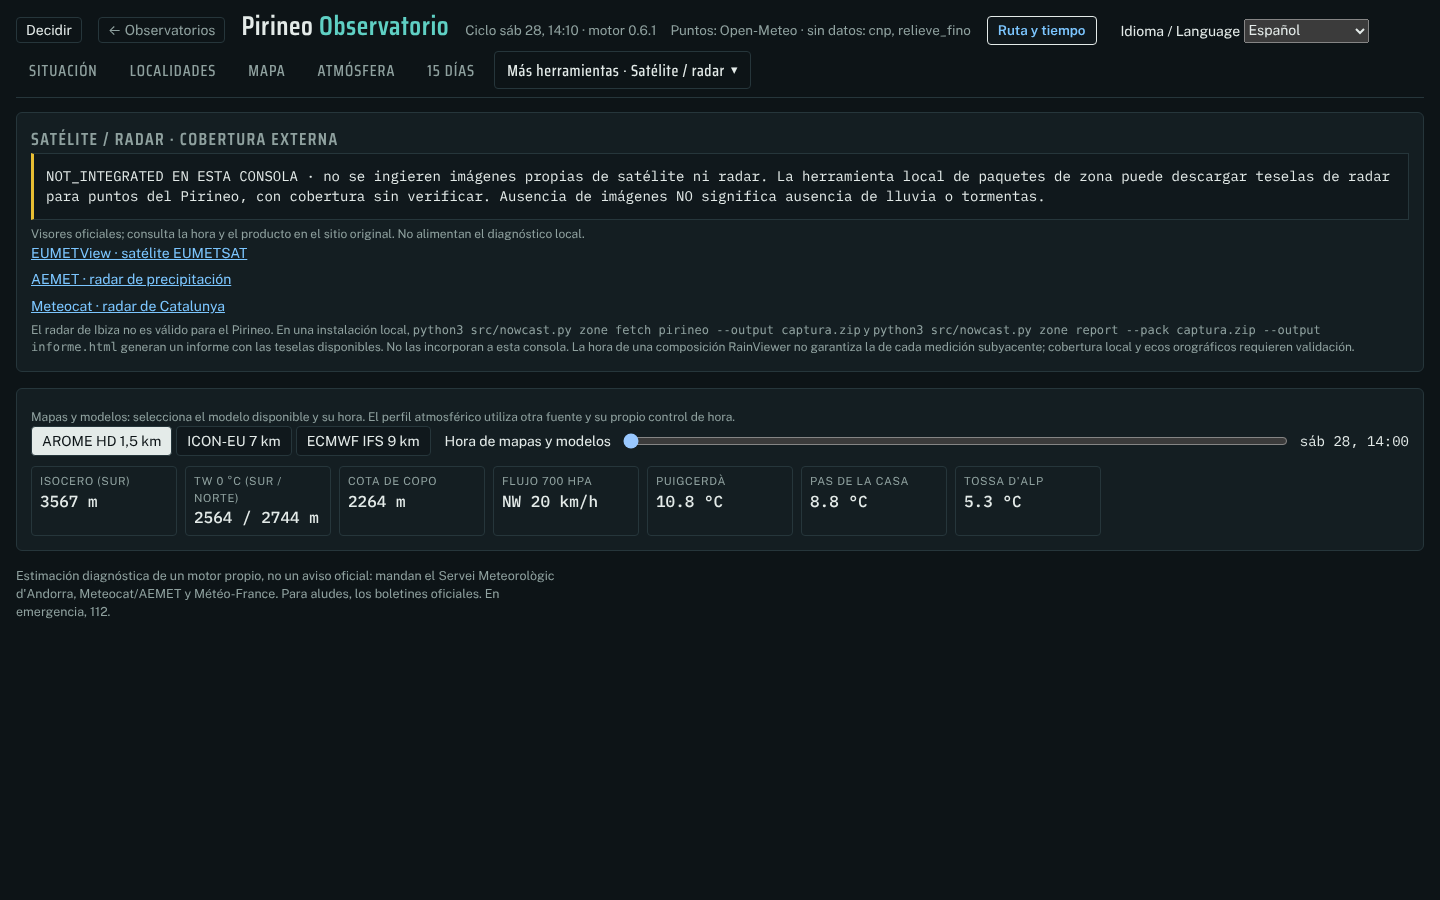 Decidir
← Observatorios
Pirineo Observatorio
Ciclo sáb 28, 14:10 · motor 0.6.1
Puntos: Open-Meteo · sin datos: cnp, relieve_fino
Ruta y tiempo
Idioma / Language
Español
SITUACIÓN
LOCALIDADES
MAPA
ATMÓSFERA
15 DÍAS
Más herramientas · Satélite / radar ▾
SATÉLITE / RADAR · COBERTURA EXTERNA
NOT_INTEGRATED EN ESTA CONSOLA · no se ingieren imágenes propias de satélite ni radar. La herramienta local de paquetes de zona puede descargar teselas de radar
para puntos del Pirineo, con cobertura sin verificar. Ausencia de imágenes NO significa ausencia de lluvia o tormentas.
Visores oficiales; consulta la hora y el producto en el sitio original. No alimentan el diagnóstico local.
EUMETView · satélite EUMETSAT
AEMET · radar de precipitación
Meteocat · radar de Catalunya
El radar de Ibiza no es válido para el Pirineo. En una instalación local, python3 src/nowcast.py zone fetch pirineo --output captura.zip y python3 src/nowcast.py zone report --pack captura.zip --output
informe.html generan un informe con las teselas disponibles. No las incorporan a esta consola. La hora de una composición RainViewer no garantiza la de cada medición subyacente; cobertura local y ecos orográficos requieren validación.
Mapas y modelos: selecciona el modelo disponible y su hora. El perfil atmosférico utiliza otra fuente y su propio control de hora.
AROME HD 1,5 km
ICON-EU 7 km
ECMWF IFS 9 km
Hora de mapas y modelos
sáb 28, 14:00
ISOCERO (SUR)
3567 m
TW 0 °C (SUR /
NORTE)
2564 / 2744 m
COTA DE COPO
2264 m
FLUJO 700 HPA
NW 20 km/h
PUIGCERDÀ
10.8 °C
PAS DE LA CASA
8.8 °C
TOSSA D'ALP
5.3 °C
Estimación diagnóstica de un motor propio, no un aviso oficial: mandan el Servei Meteorològic
d'Andorra, Meteocat/AEMET y Météo-France. Para aludes, los boletines oficiales. En
emergencia, 112.